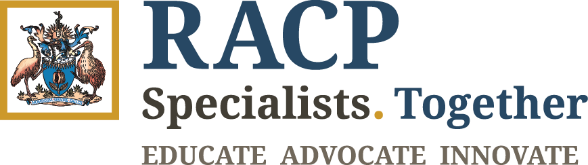 RACP
Specialists. Together
EDUCATE ADVOCATE INNOVATE